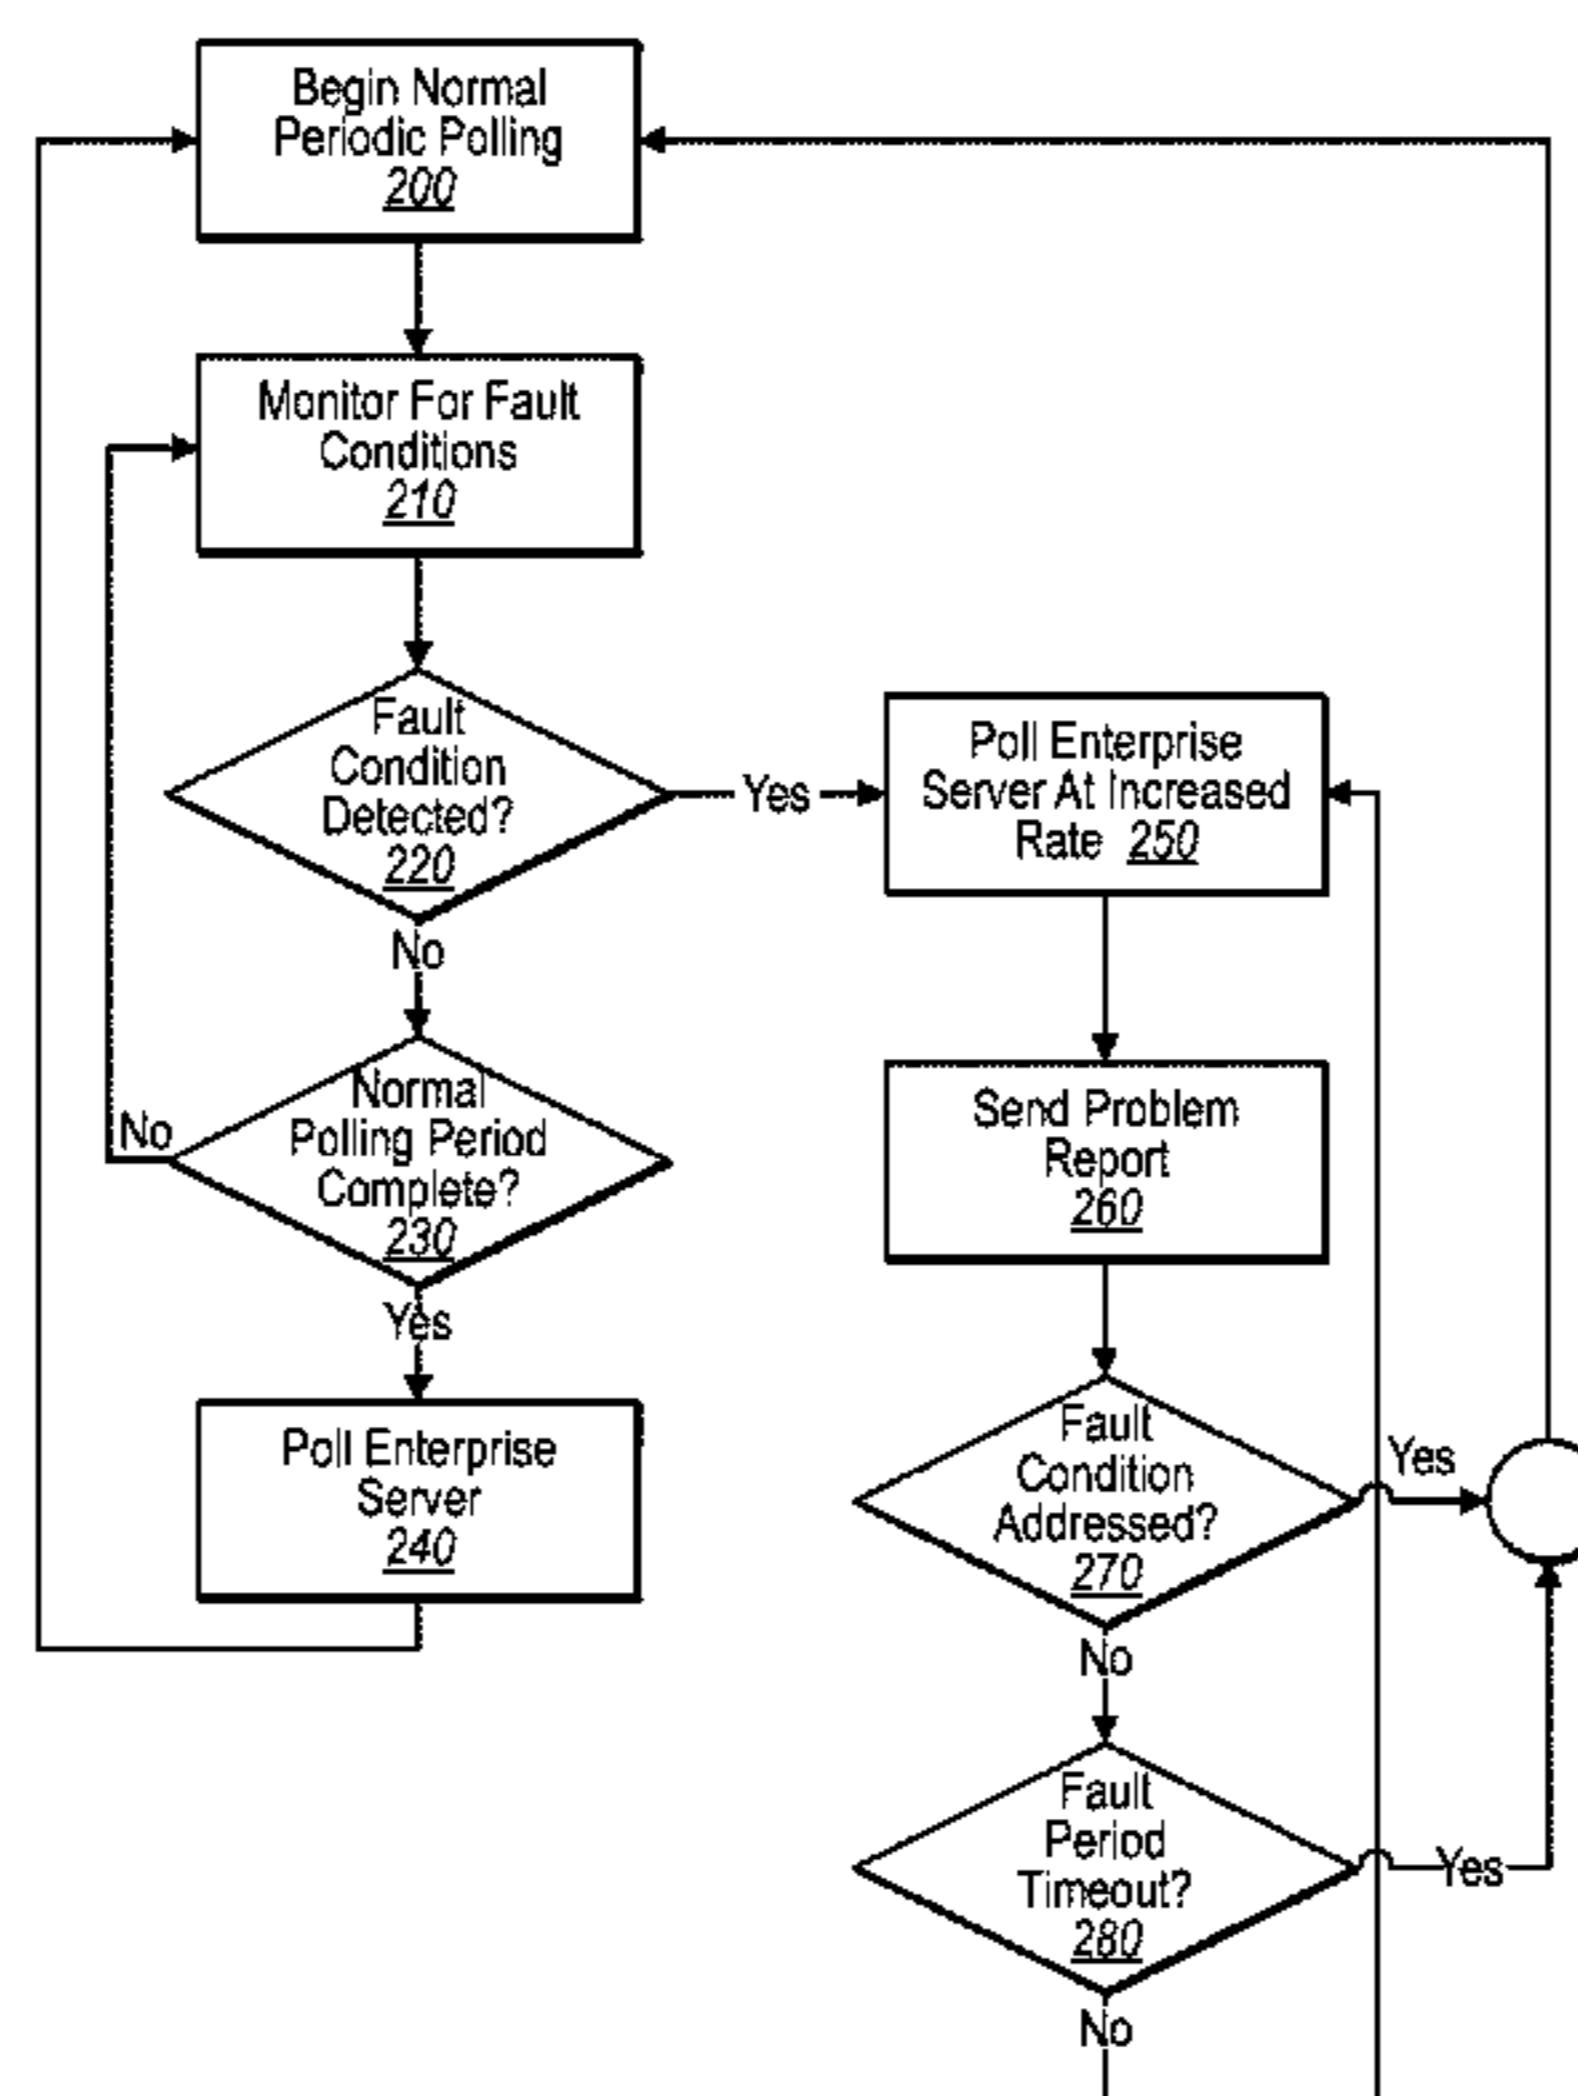 Begin Normal
Periodic Polling
200
Monitor For Fault
Conditions
210
Fault
Condition
Detected?
220
Yes
No
Normal
Polling Period
Complete?
230
No
Yes
Poll Enterprise
Server
240
Poll Enterprise
Server At Increased
Rate 250
Send Problem
Report
260
Fault
Condition
Addressed?
270
Yes
No
Fault
Period
Timeout?
280
Yes
No